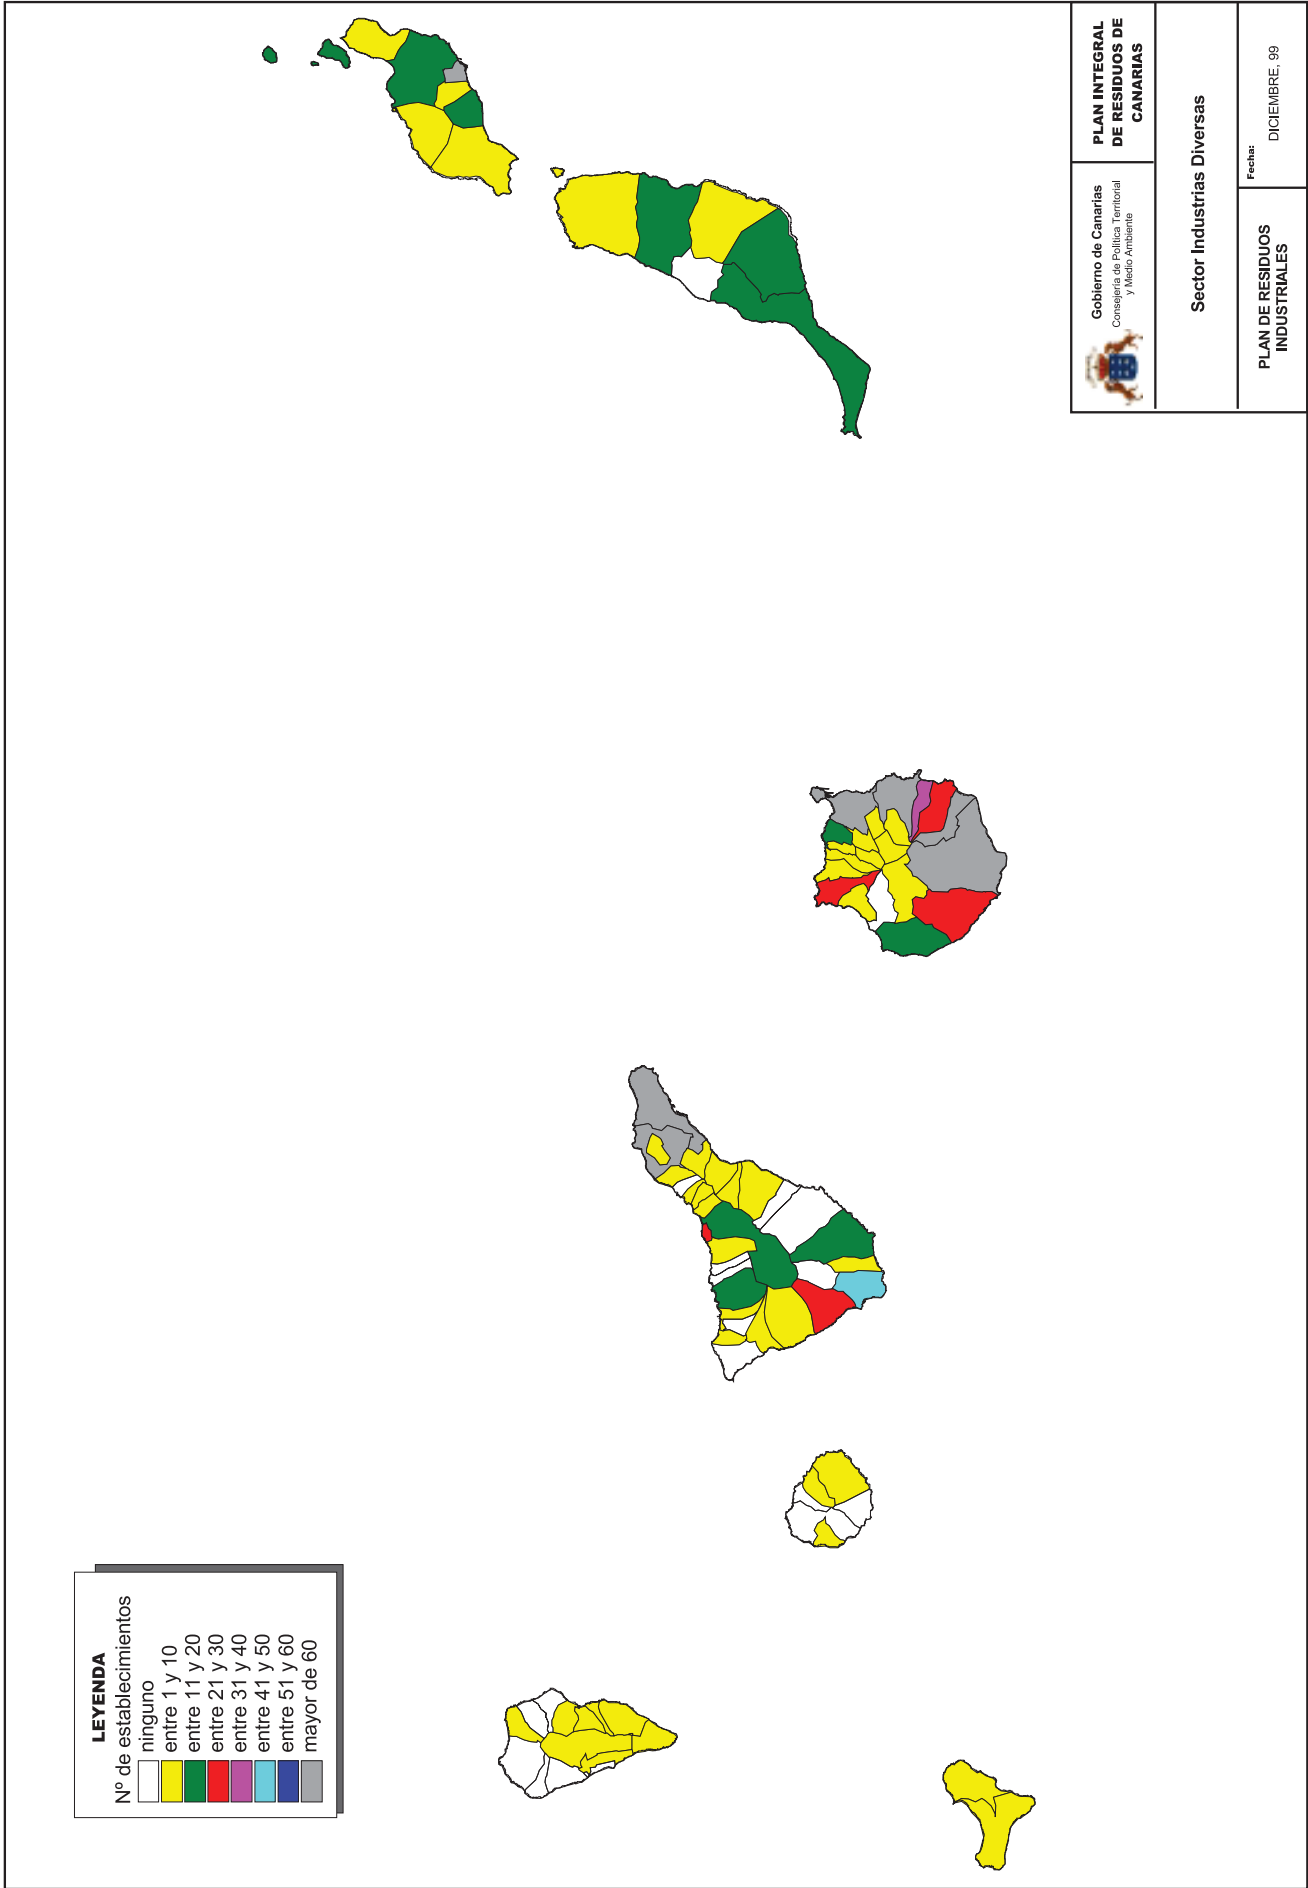 LEYENDA
Nº de establecimientos
ninguno
entre 1 y 10
entre 11 y 20
entre 21 y 30
entre 31 y 40
entre 41 y 50
entre 51 y 60
mayor de 60
Gobierno de Canarias
Consejería de Política Territorial
y Medio Ambiente
PLAN INTEGRAL
DE RESIDUOS DE
CANARIAS
Sector Industrias Diversas
PLAN DE RESIDUOS
INDUSTRIALES
Fecha:
DICIEMBRE, 99